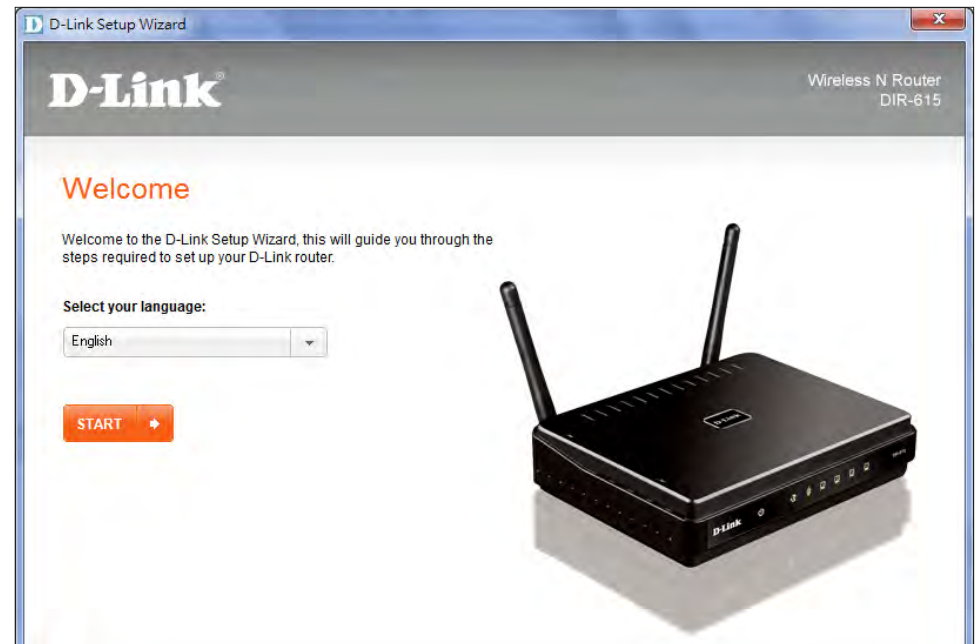 D-Link Setup Wizard
D-Link®
Wireless N Router
DIR-615
Welcome
Welcome to the D-Link Setup Wizard, this will guide you through the
steps required to set up your D-Link router.
Select your language:
English
START
D-Link
D-Link